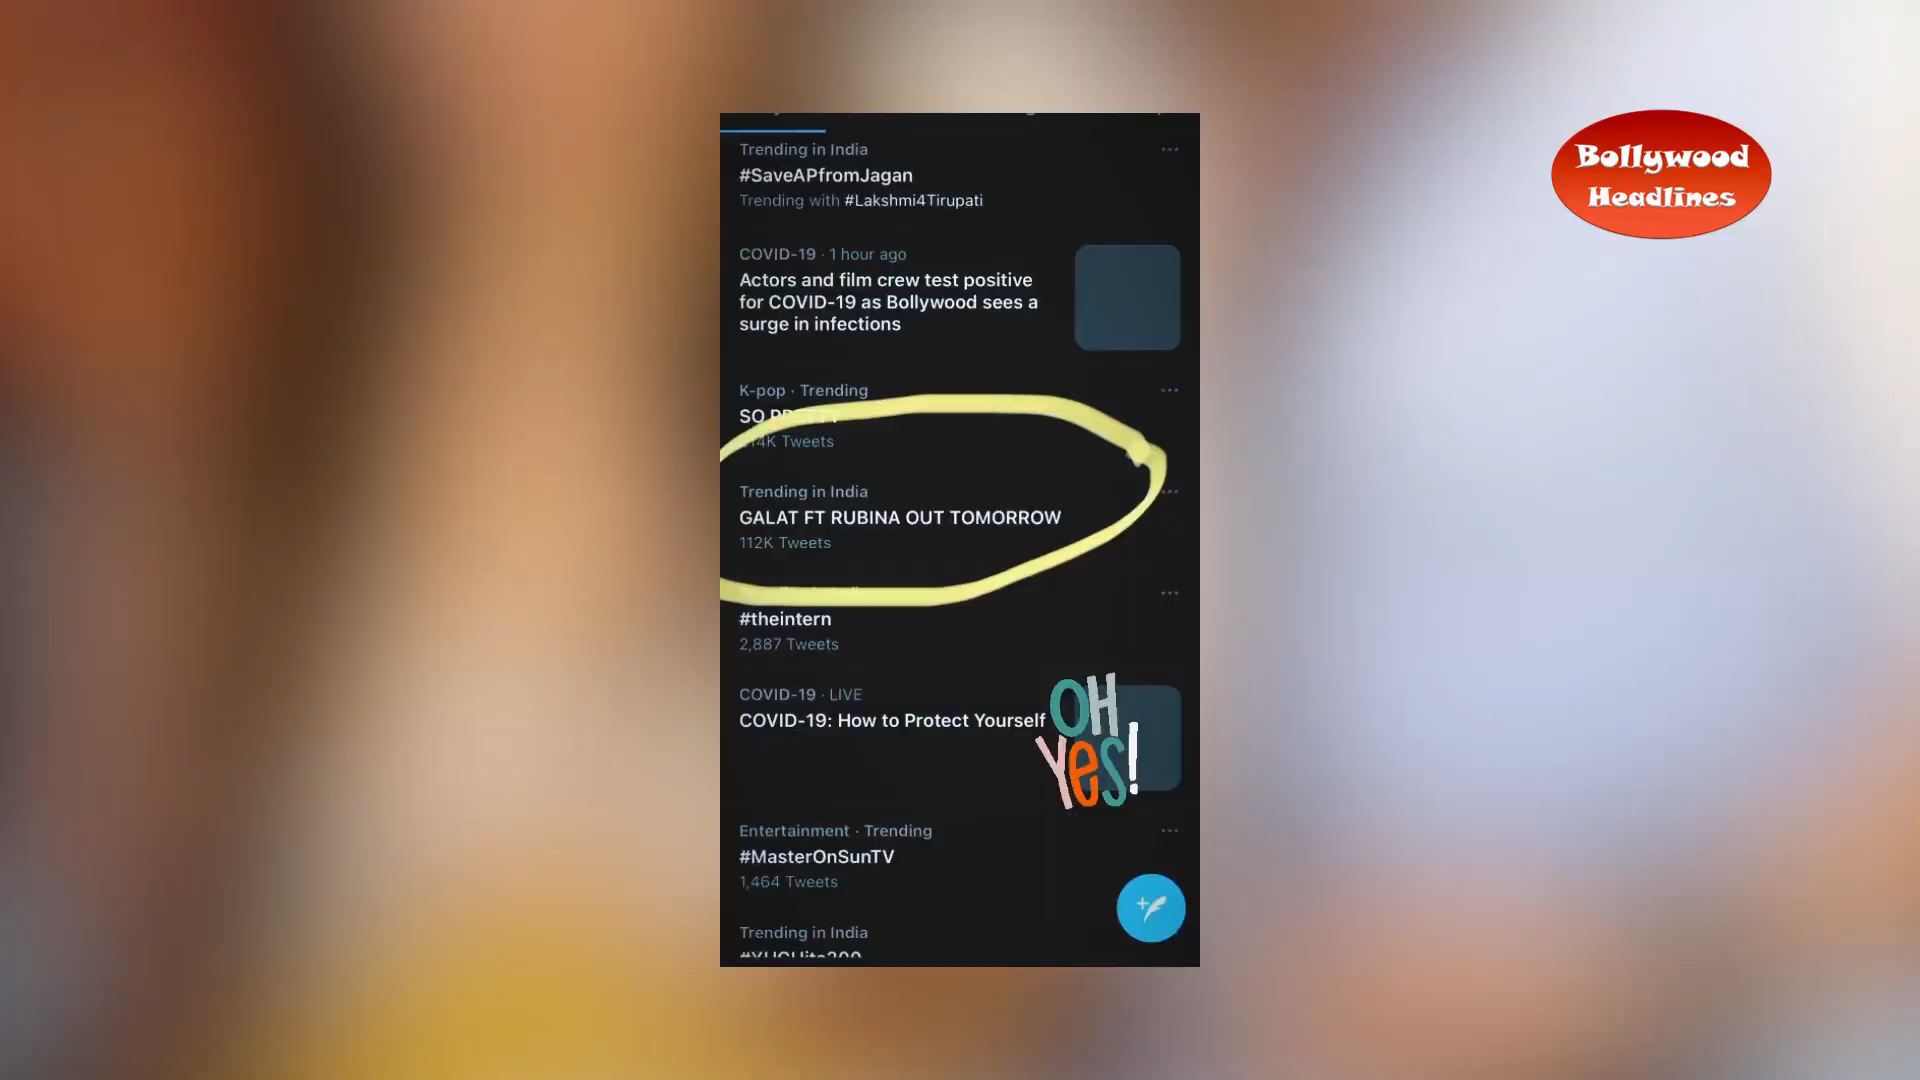 Bollywood
Headlines
Trending in India
#SaveAPfromJagan
Trending with #Lakshmi4Tirupati
COVID-19 · 1 hour ago
Actors and film crew test positive
for COVID-19 as Bollywood sees a
surge in infections
K-pop · Trending
SO PRETTY
Tweets
Trending in India
GALAT FT RUBINA OUT TOMORROW
112K Tweets
#theintern
2,887 Tweets
COVID-19 · LIVE
COVID-19: How to Protect Yourself
OH
Yes!
Entertainment · Trending
#MasterOnSunTV
1,464 Tweets
Trending in India